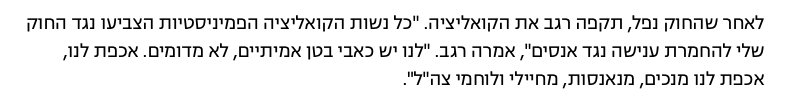 לאחר שהחוק נפל, תקפה רגב את הקואליציה. "כל נשות הקואליציה הפמיניסטיות הצביעו נגד החוק
שלי להחמרת ענישה נגד אנסים", אמרה רגב. "לנו יש כאבי בטן אמיתיים, לא מדומים. אכפת לנו,
אכפת לנו מנכים, מנאנסות, מחיילי ולוחמי צה"ל".